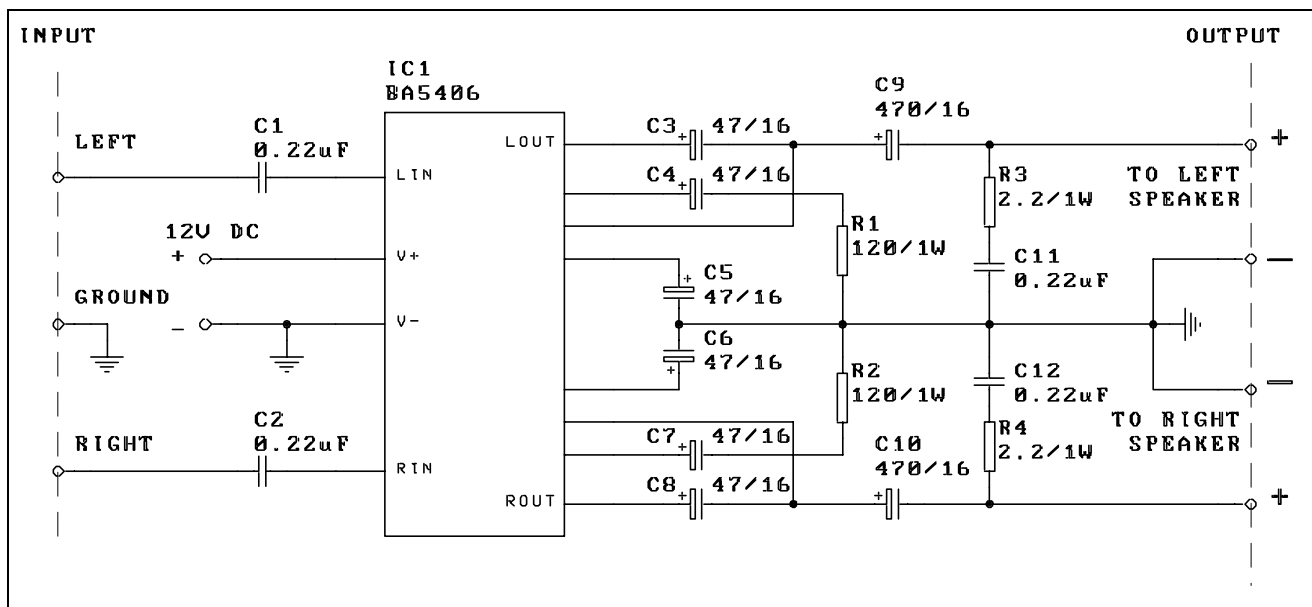 INPUT
OUTPUT
IC1
BA5406
C9
470/16
C1
0.22uF
LEFT
LIN
LOUT
C3
+
47/16
+
+
C4
+
47/16
R3
2.2/1W
TO LEFT
SPEAKER
12V DC
+
V+
R1
120/1W
C11
0.22uF
−
C5
+
47/16
GROUND
_
V-
C6
+
47/16
R2
120/1W
C12
0.22uF
−
C2
0.22uF
RIGHT
RIN
ROUT
C7
+
47/16
C10
470/16
R4
2.2/1W
TO RIGHT
SPEAKER
C8
+
47/16
+
+